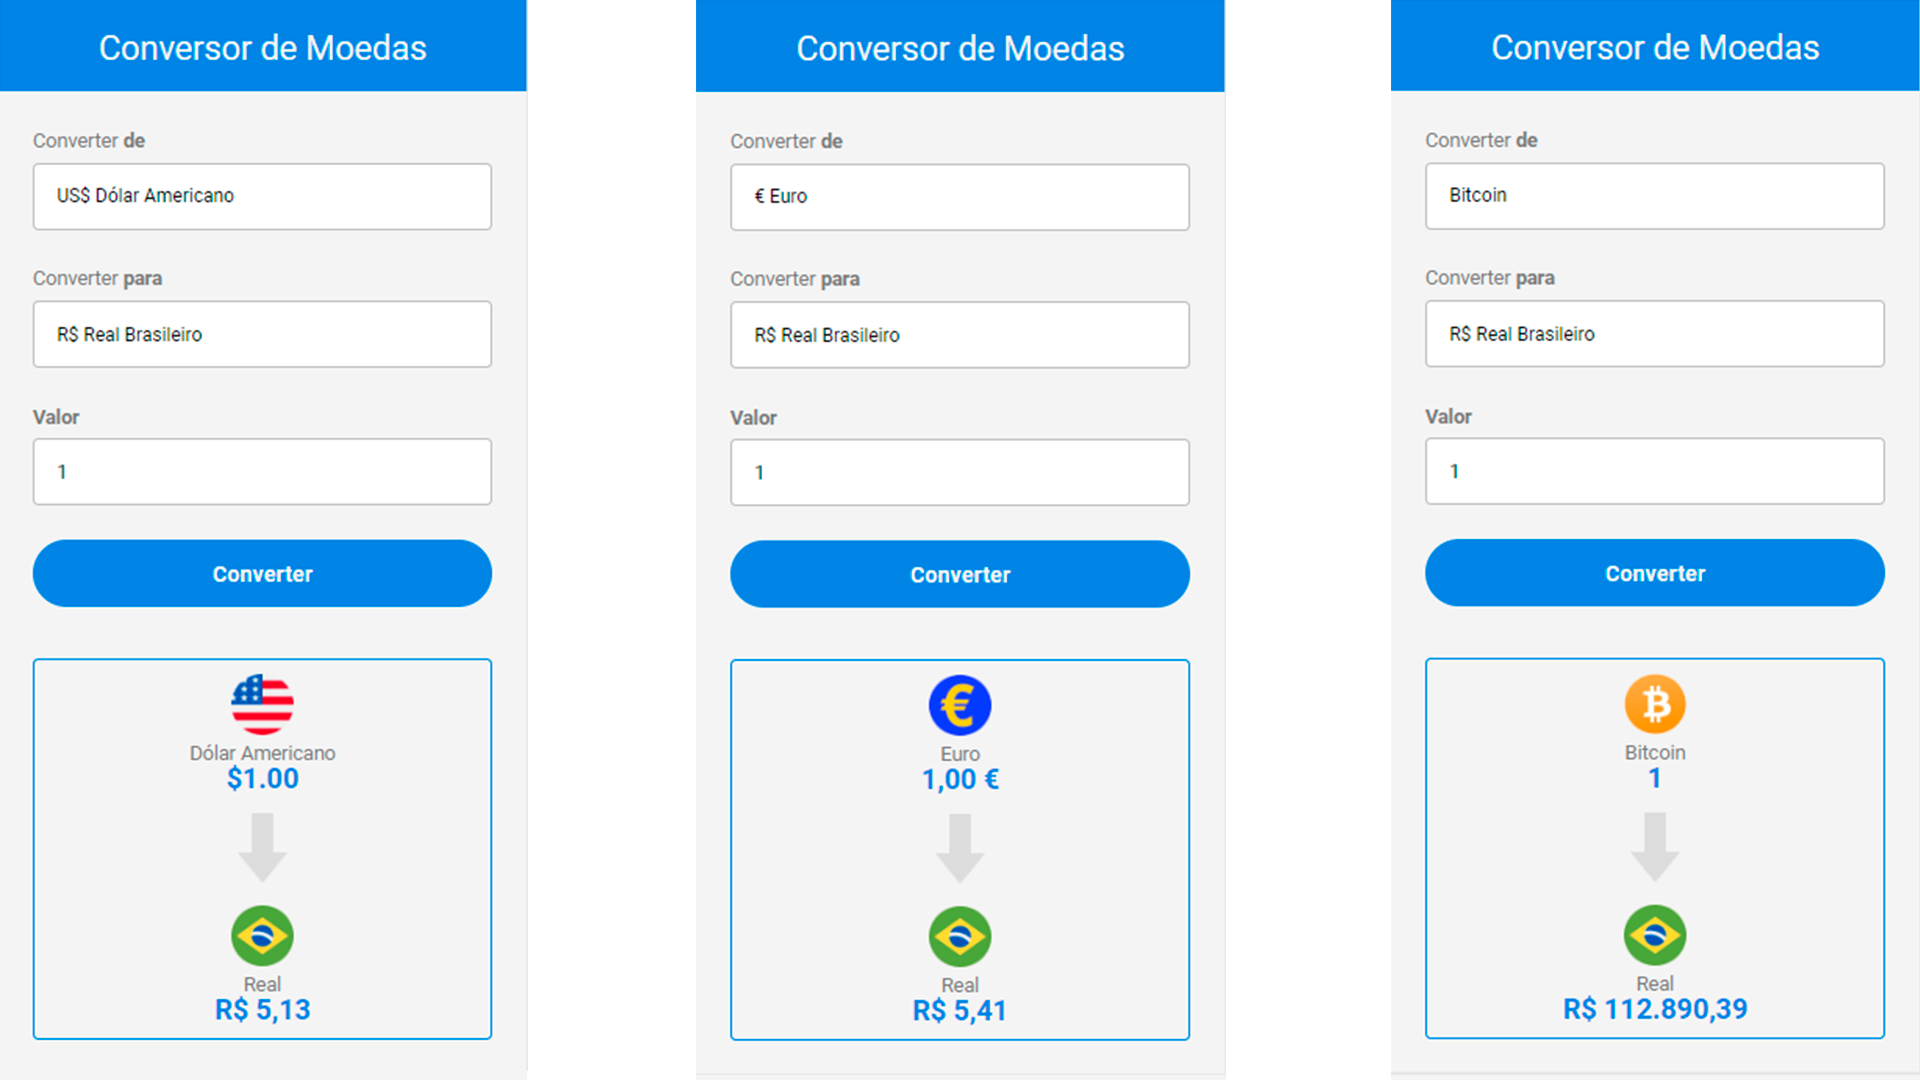 Conversor de Moedas
Converter de
US$ Dólar Americano
Converter para
R$ Real Brasileiro
Valor
1
Converter
Dólar Americano
$1.00
Real
R$ 5,13
Conversor de Moedas
Converter de
€ Euro
Converter para
R$ Real Brasileiro
Valor
1
Converter
€
Euro
1,00 €
Real
R$ 5,41
Conversor de Moedas
Converter de
Bitcoin
Converter para
R$ Real Brasileiro
Valor
1
Converter
₿
Bitcoin
1
Real
R$ 112.890,39